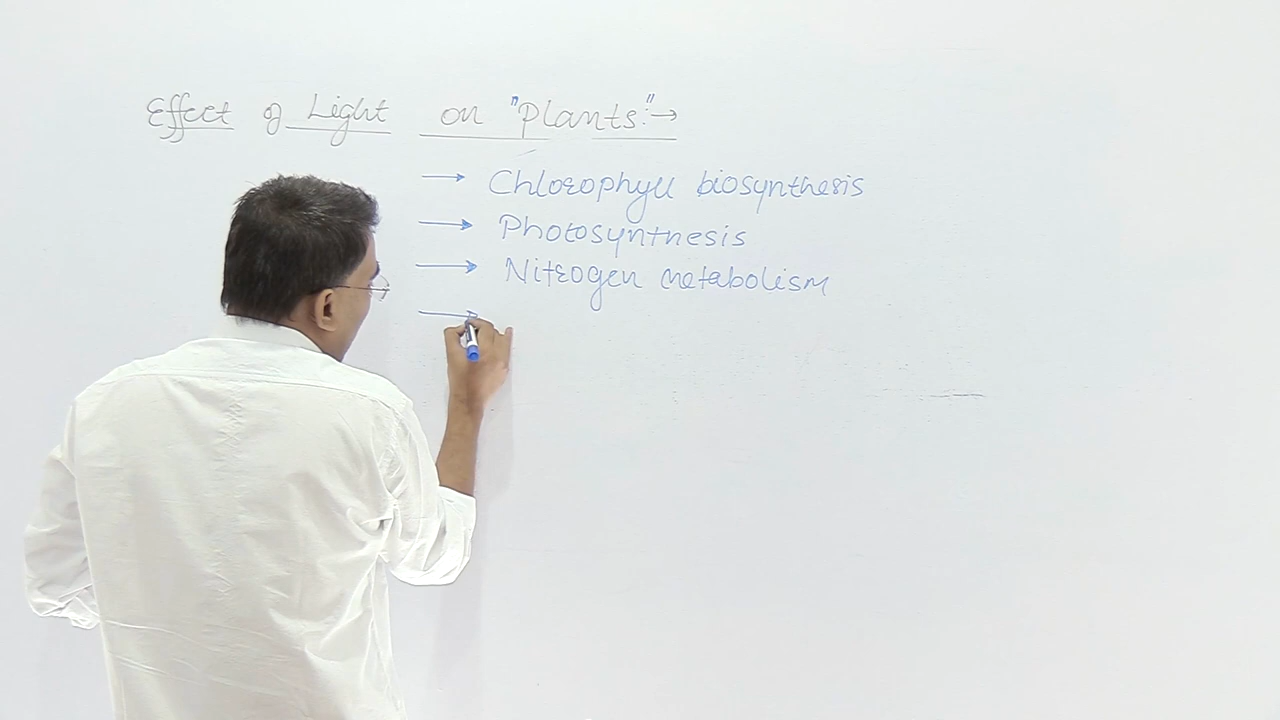 Effect of Light on "Plants":→
→ Chlorophyll biosynthesis
→ Photosynthesis
→ Nitrogen metabolism
→